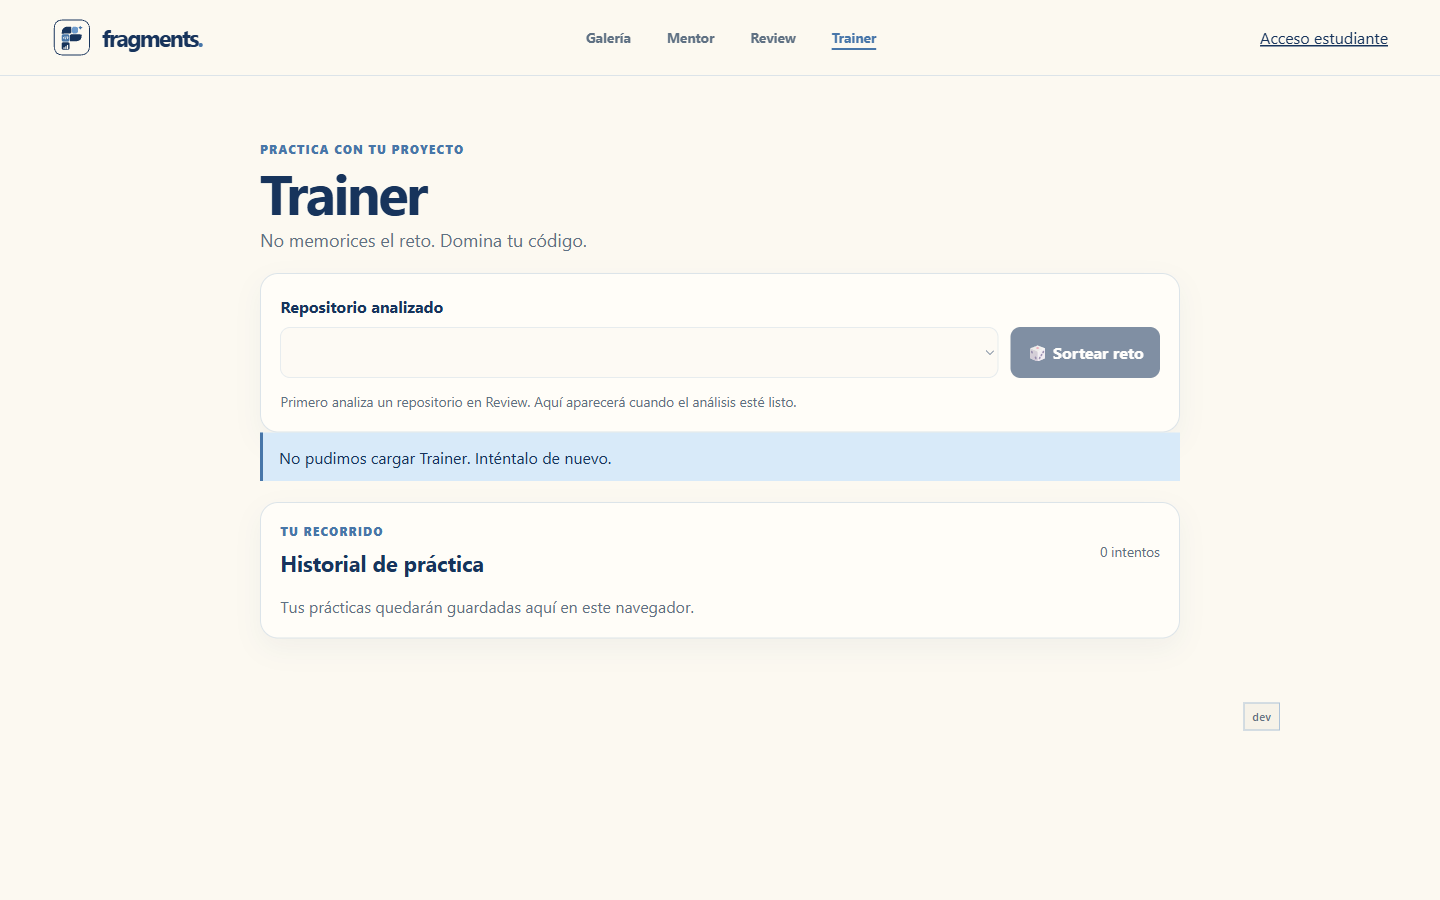 fragments.
Galería
Mentor
Review
Trainer
Acceso estudiante
PRACTICA CON TU PROYECTO
Trainer
No memorices el reto. Domina tu código.
Repositorio analizado
🎲 Sortear reto
Primero analiza un repositorio en Review. Aquí aparecerá cuando el análisis esté listo.
No pudimos cargar Trainer. Inténtalo de nuevo.
TU RECORRIDO
Historial de práctica
0 intentos
Tus prácticas quedarán guardadas aquí en este navegador.
dev